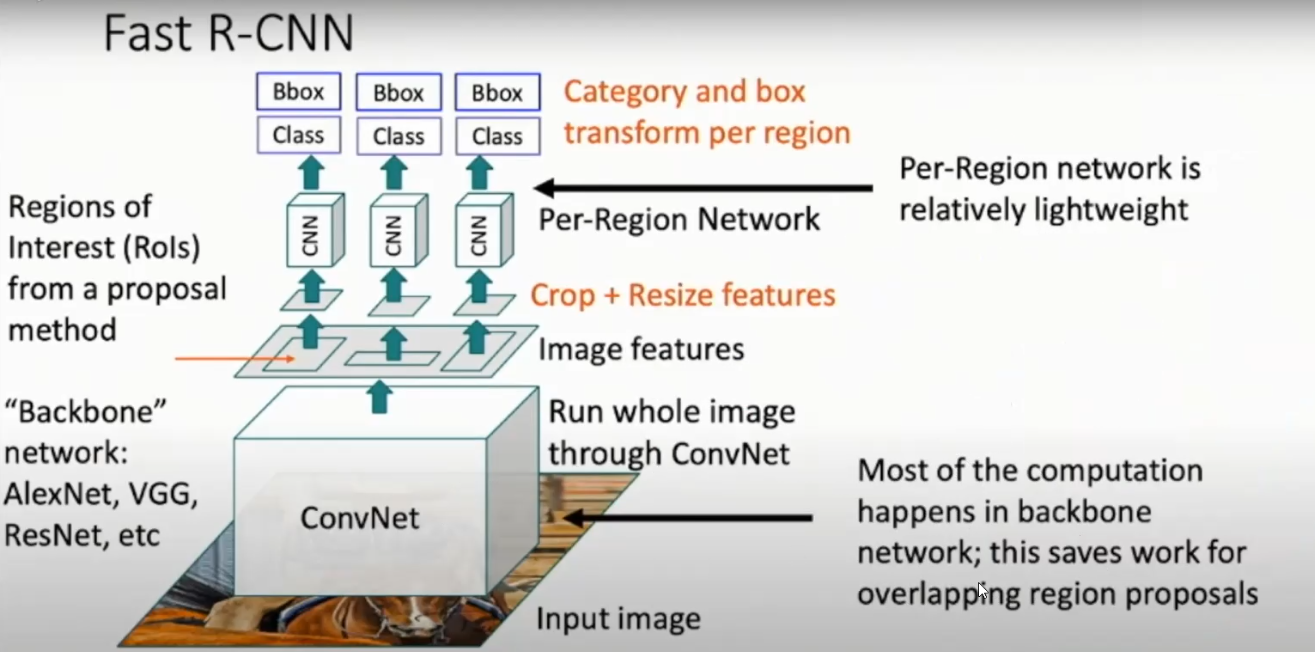 Fast R-CNN
Bbox
Bbox
Bbox
Class
Class
Class
Category and box
transform per region
Per-Region network is
relatively lightweight
Regions of
Interest (RoIs)
from a proposal
method
CNN
CNN
CNN
Per-Region Network
Crop + Resize features
Image features
“Backbone”
network:
AlexNet, VGG,
ResNet, etc
Run whole image
through ConvNet
ConvNet
Most of the computation
happens in backbone
network; this saves work for
overlapping region proposals
Input image